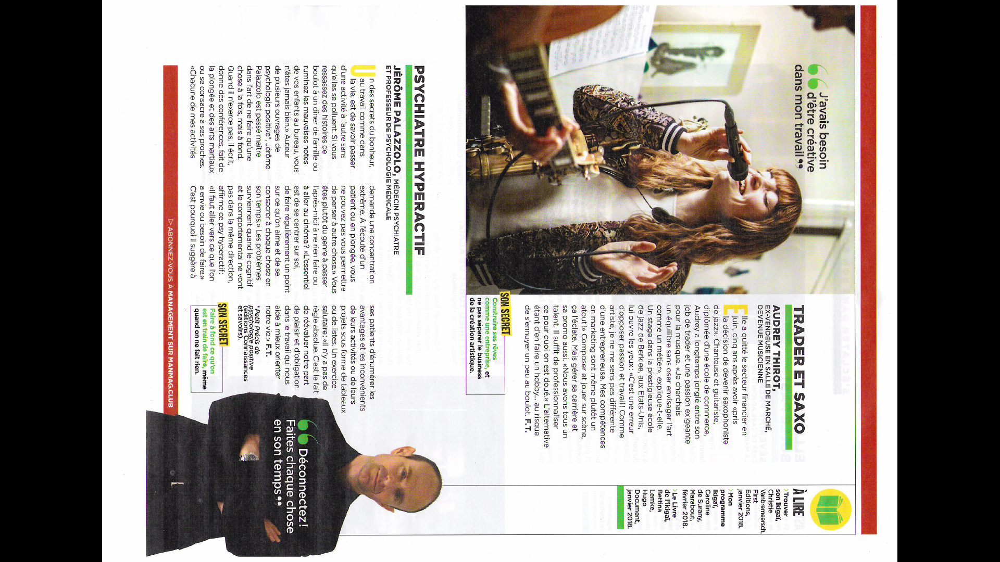 J'avais besoin
d'être créative
dans mon travail
TRADER ET SAXO
AUDREY THIROT,
EX-VENDEUSE EN SALLE DE MARCHÉ,
DEVENUE MUSICIENNE
Elle a quitté le secteur financier en
juin, cinq ans après avoir «pris
la décision de devenir saxophoniste
de jazz». Chanteuse et guitariste,
diplômée d'une école de commerce,
Audrey a longtemps jonglé entre son
job de trader et une passion exigeante
pour la musique. «Je cherchais
un équilibre sans oser envisager l'art
comme un métier», explique-t-elle.
Un stage dans la prestigieuse école
de jazz de Berklee, aux Etats-Unis,
lui ouvre les yeux: «C'est une erreur
d'opposer passion et travail! Comme
artiste, je ne me sens pas différente
d'une entrepreneuse. Mes compétences
en marketing sont même plutôt un
atout!» Composer et jouer sur scène,
ça l'éclate. Mais gérer sa carrière et
sa promo aussi. «Nous avons tous un
talent. Il suffit de professionnaliser
ce pour quoi on est doué.» L'alternative
étant d'en faire un hobby... au risque
de s'ennuyer un peu au boulot. F.T.
SON SECRET
Construire ses rêves
comme une entreprise, et
ne pas séparer le business
de la création artistique.
À LIRE
>Trouver
son ikigaï,
Christie
Vanbremeersch,
First
Editions,
janvier 2018.
>Mon
programme
ikigaï,
Caroline
de Surany,
Marabout,
février 2018.
>Le Livre
de l'ikigaï,
Bettina
Lemke,
Hugo
Document,
janvier 2018.
PSYCHIATRE HYPERACTIF
JÉRÔME PALAZZOLO, MÉDECIN PSYCHIATRE
ET PROFESSEUR DE PSYCHOLOGIE MÉDICALE
Un des secrets du bonheur,
au travail comme dans
la vie, est de savoir passer
d'une activité à l'autre sans
qu'elles se polluent. Si vous
ressassez des histoires de
boulot à un dîner de famille ou
ruminez les mauvaises notes
de vos enfants au bureau, vous
n'êtes jamais bien.» Auteur
de plusieurs ouvrages de
psychologie positive*, Jérôme
Palazzolo est passé maître
dans l'art de ne faire qu'une
chose à la fois, mais à fond.
Quand il n'exerce pas, il écrit,
donne des conférences, fait de
la plongée et des arts martiaux
ou se consacre à ses proches.
«Chacune de mes activités
demande une concentration
extrême. A l'écoute d'un
patient ou en plongée, vous
ne pouvez pas vous permettre
de penser à autre chose.» Vous
êtes plutôt du genre à passer
l'après-midi à ne rien faire ou
à aller au cinéma? «L'essentiel
est de se centrer sur soi,
de faire régulièrement un point
sur ce qu'on aime et de se
consacrer à chaque chose en
son temps.» Les problèmes
surviennent quand le cognitif
et le comportemental ne vont
pas dans la même direction,
affirme ce psy hyperactif:
«Il faut aller vers ce que l'on
a envie ou besoin de faire.»
C'est pourquoi il suggère à
ses patients d'énumérer les
avantages et les inconvénients
de leurs activités ou de leurs
projets sous forme de tableaux
ou de listes. Un exercice
salutaire: «Il n'y a pas de
règle absolue. C'est le fait
de réévaluer notre part
de plaisir et d'obligation
dans le travail qui nous
aide à mieux orienter
notre vie.» F.T.
*Petit Précis de
psychologie positive
(éditions Connaissances
et savoirs).
SON SECRET
Faire à fond ce qu'on
est en train de faire, même
quand on ne fait rien.
Déconnectez!
Faites chaque chose
en son temps
ABONNEZ-VOUS À MANAGEMENT SUR MANMAG.CLUB